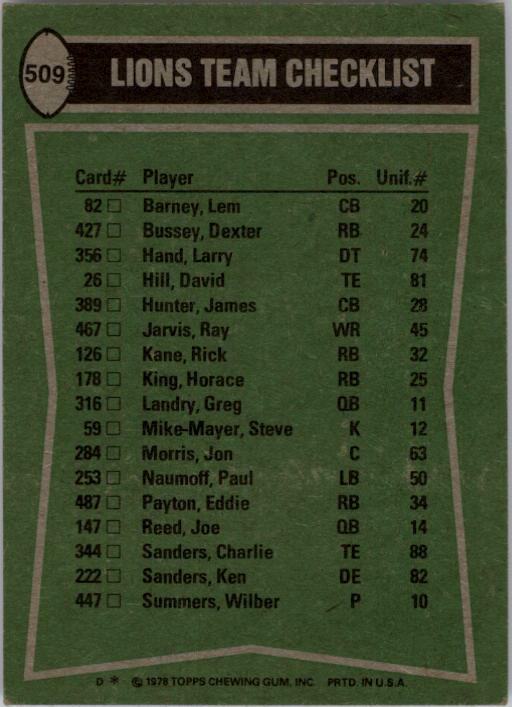 509 LIONS TEAM CHECKLIST
Card# Player Pos. Unif.#
82 □ Barney, Lem CB 20
427 □ Bussey, Dexter RB 24
356 □ Hand, Larry DT 74
26 □ Hill, David TE 81
389 □ Hunter, James CB 28
467 □ Jarvis, Ray WR 45
126 □ Kane, Rick RB 32
178 □ King, Horace RB 25
316 □ Landry, Greg QB 11
59 □ Mike-Mayer, Steve K 12
284 □ Morris, Jon C 63
253 □ Naumoff, Paul LB 50
487 □ Payton, Eddie RB 34
147 □ Reed, Joe QB 14
344 □ Sanders, Charlie TE 88
222 □ Sanders, Ken DE 82
447 □ Summers, Wilber P 10
D * © 1978 TOPPS CHEWING GUM, INC. PRTD. IN U.S.A.